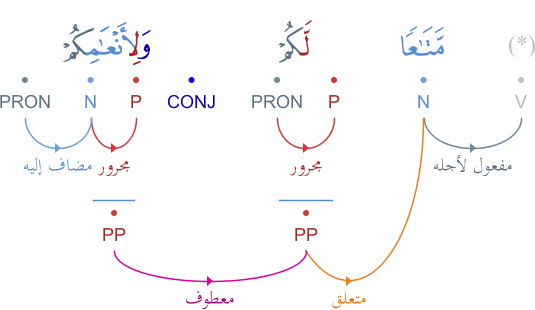 (*) مَّتَـٰعًا لَّكُمْ وَلِأَنْعَـٰمِكُمْ
V N P PRON CONJ P N PRON
مفعول لأجله مجرور مجرور مضاف إليه
PP PP
متعلق معطوف